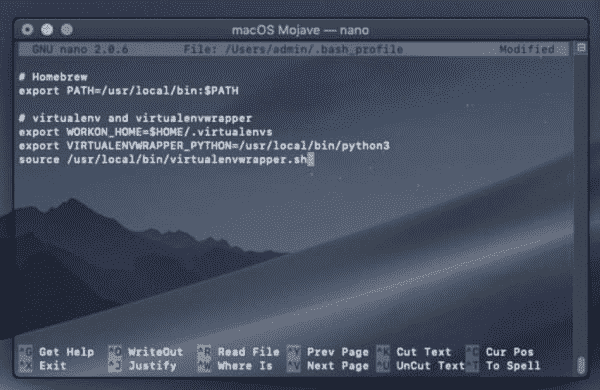 macOS Mojave — nano
GNU nano 2.0.6 File: /Users/admin/.bash_profile Modified
# Homebrew
export PATH=/usr/local/bin:$PATH
# virtualenv and virtualenvwrapper
export WORKON_HOME=$HOME/.virtualenvs
export VIRTUALENVWRAPPER_PYTHON=/usr/local/bin/python3
source /usr/local/bin/virtualenvwrapper.sh
^G Get Help ^O WriteOut ^R Read File ^Y Prev Page ^K Cut Text ^C Cur Pos
^X Exit ^J Justify ^W Where Is ^V Next Page ^U UnCut Text ^T To Spell